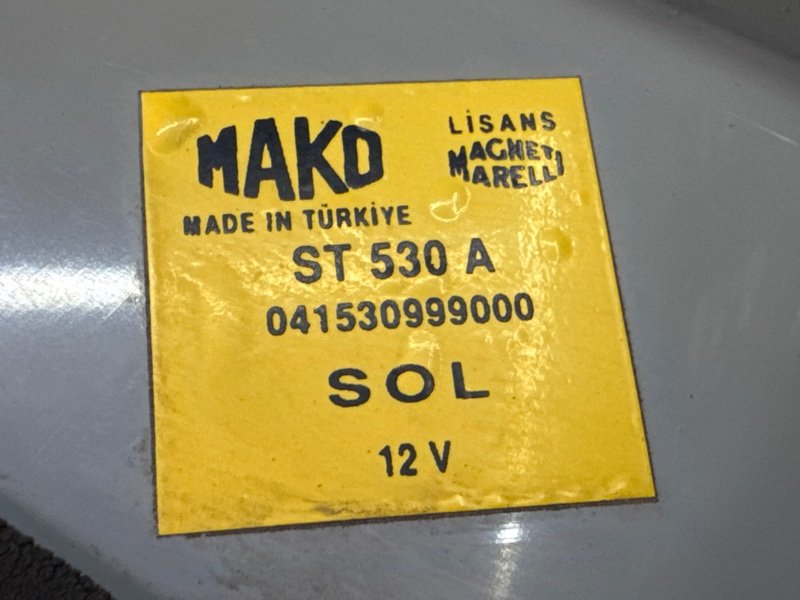 MAKO
MADE IN TÜRKİYE
LİSANS
MAGNETI
MARELLI
ST 530 A
041530999000
SOL
12 V